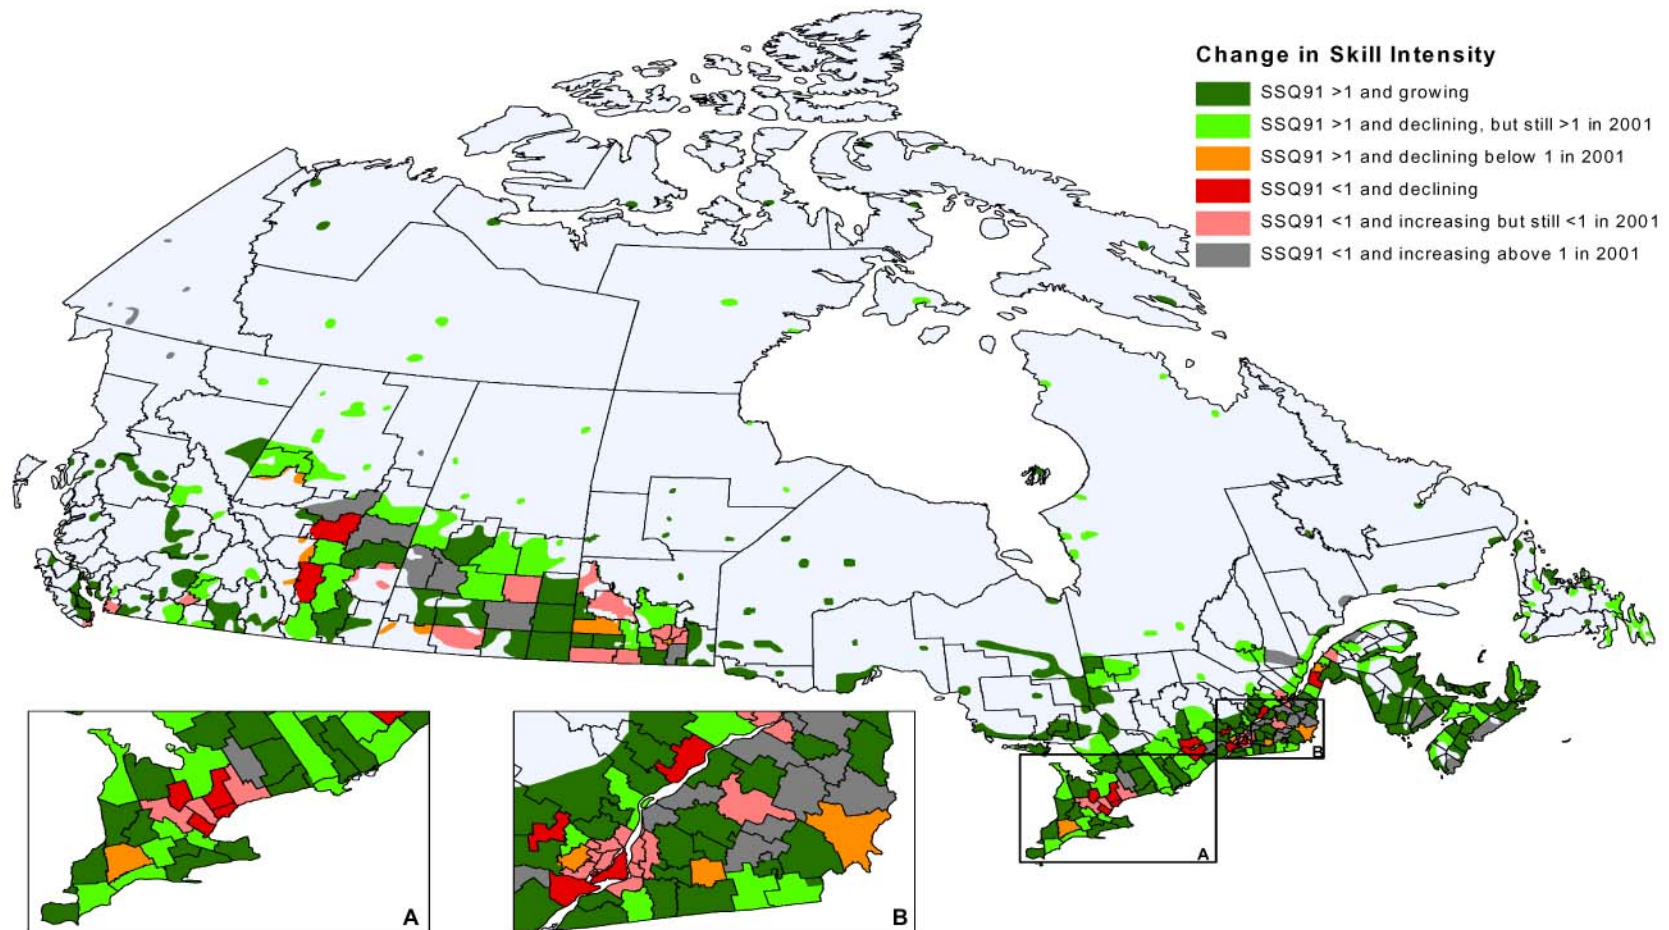 Change in Skill Intensity
SSQ91 >1 and growing
SSQ91 >1 and declining, but still >1 in 2001
SSQ91 >1 and declining below 1 in 2001
SSQ91 <1 and declining
SSQ91 <1 and increasing but still <1 in 2001
SSQ91 <1 and increasing above 1 in 2001
B
A
A
B